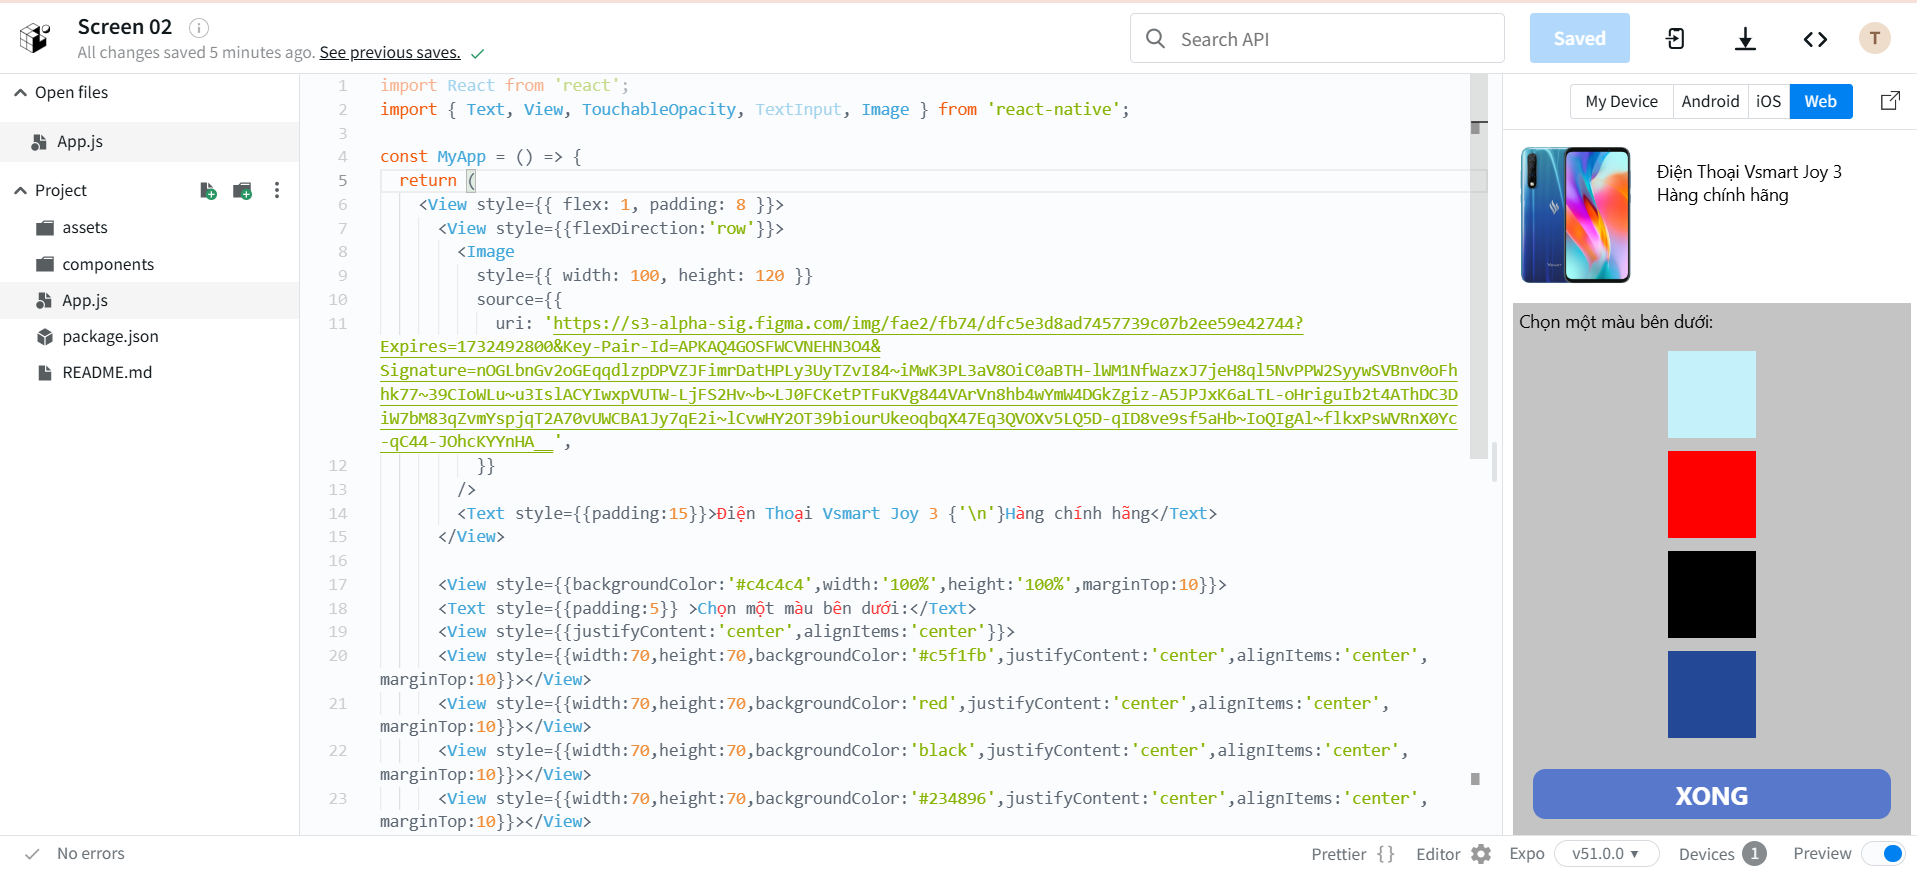 Screen 02
All changes saved 5 minutes ago. See previous saves.
Search API
Saved
T
Open files
App.js
Project
assets
components
App.js
package.json
README.md
1 import React from 'react';
2 import { Text, View, TouchableOpacity, TextInput, Image } from 'react-native';
3
4 const MyApp = () => {
5 return (
6 <View style={{ flex: 1, padding: 8 }}>
7 <View style={{flexDirection:'row'}}>
8 <Image
9 style={{ width: 100, height: 120 }}
10 source={{
11 uri: 'https://s3-alpha-sig.figma.com/img/fae2/fb74/dfc5e3d8ad7457739c07b2ee59e42744?
Expires=1732492800&Key-Pair-Id=APKAQ4GOSFWCVNEHN3O4&
Signature=nOGLbnGv2oGEqqdlzpDPVZJFimrDatHPLy3UyTZvI84~iMwK3PL3aV8OiC0aBTH-lWM1NfWazxJ7jeH8ql5NvPPW2SyywSVBnv0oFh
hk77~39CIoWLu~u3IslACYIwxpVUTW-LjFS2Hv~b~LJ0FCKetPTFuKVg844VArVn8hb4wYmW4DGkZgiz-A5JPJxK6aLTL-oHriguIb2t4AThDC3D
iW7bM83qZvmYspjqT2A70vUWCBA1Jy7qE2i~lCvwHY2OT39biourUkeoqbqX47Eq3QVOXv5LQ5D-qID8ve9sf5aHb~IoQIgAl~flkxPsWVRnX0Yc
-qC44-JOhcKYYnHA__',
12 }}
13 />
14 <Text style={{padding:15}}>Điện Thoại Vsmart Joy 3 {'\n'}Hàng chính hãng</Text>
15 </View>
16
17 <View style={{backgroundColor:'#c4c4c4',width:'100%',height:'100%',marginTop:10}}>
18 <Text style={{padding:5}} >Chọn một màu bên dưới:</Text>
19 <View style={{justifyContent:'center',alignItems:'center'}}>
20 <View style={{width:70,height:70,backgroundColor:'#c5f1fb',justifyContent:'center',alignItems:'center',
marginTop:10}}></View>
21 <View style={{width:70,height:70,backgroundColor:'red',justifyContent:'center',alignItems:'center',
marginTop:10}}></View>
22 <View style={{width:70,height:70,backgroundColor:'black',justifyContent:'center',alignItems:'center',
marginTop:10}}></View>
23 <View style={{width:70,height:70,backgroundColor:'#234896',justifyContent:'center',alignItems:'center',
marginTop:10}}></View>
My Device Android iOS Web
Điện Thoại Vsmart Joy 3
Hàng chính hãng
Chọn một màu bên dưới:
XONG
No errors
Prettier {} Editor Expo v51.0.0 Devices 1 Preview